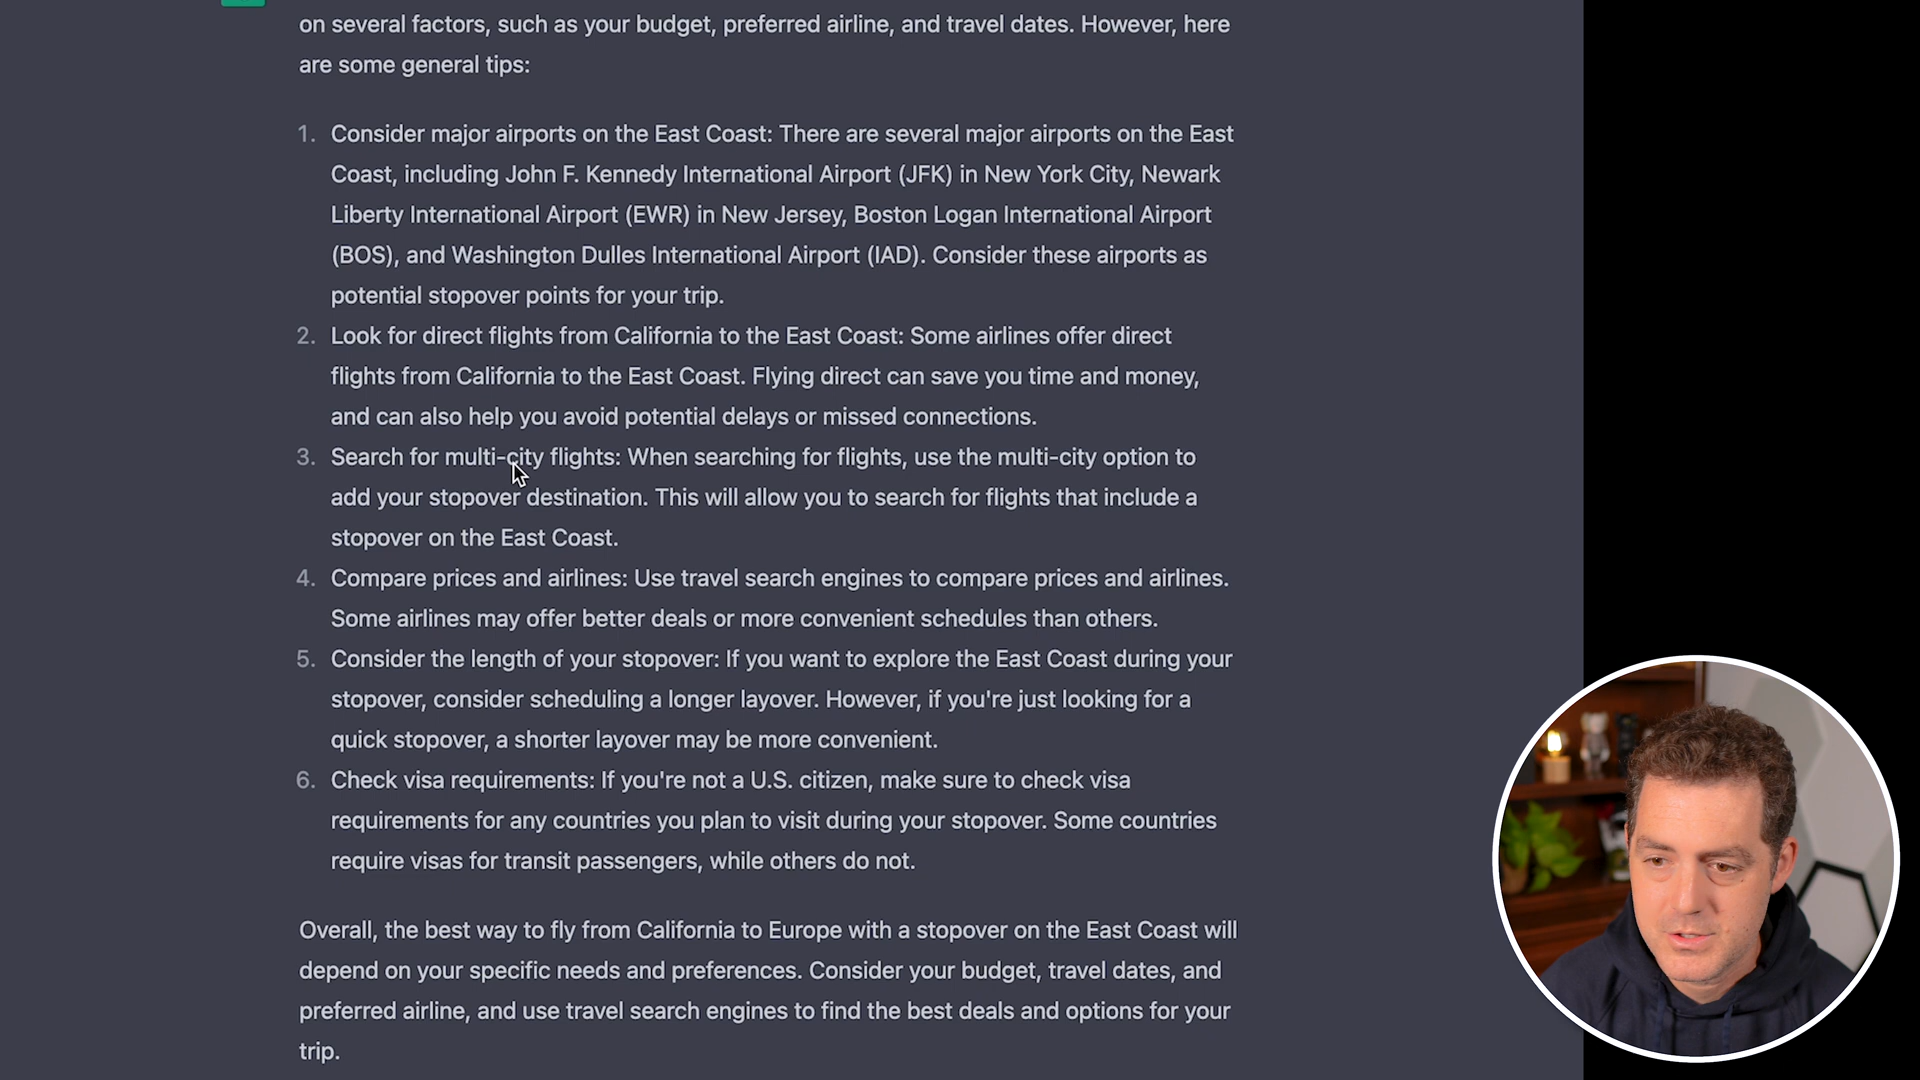 on several factors, such as your budget, preferred airline, and travel dates. However, here
are some general tips:
1. Consider major airports on the East Coast: There are several major airports on the East
Coast, including John F. Kennedy International Airport (JFK) in New York City, Newark
Liberty International Airport (EWR) in New Jersey, Boston Logan International Airport
(BOS), and Washington Dulles International Airport (IAD). Consider these airports as
potential stopover points for your trip.
2. Look for direct flights from California to the East Coast: Some airlines offer direct
flights from California to the East Coast. Flying direct can save you time and money,
and can also help you avoid potential delays or missed connections.
3. Search for multi-city flights: When searching for flights, use the multi-city option to
add your stopover destination. This will allow you to search for flights that include a
stopover on the East Coast.
4. Compare prices and airlines: Use travel search engines to compare prices and airlines.
Some airlines may offer better deals or more convenient schedules than others.
5. Consider the length of your stopover: If you want to explore the East Coast during your
stopover, consider scheduling a longer layover. However, if you're just looking for a
quick stopover, a shorter layover may be more convenient.
6. Check visa requirements: If you're not a U.S. citizen, make sure to check visa
requirements for any countries you plan to visit during your stopover. Some countries
require visas for transit passengers, while others do not.
Overall, the best way to fly from California to Europe with a stopover on the East Coast will
depend on your specific needs and preferences. Consider your budget, travel dates, and
preferred airline, and use travel search engines to find the best deals and options for your
trip.